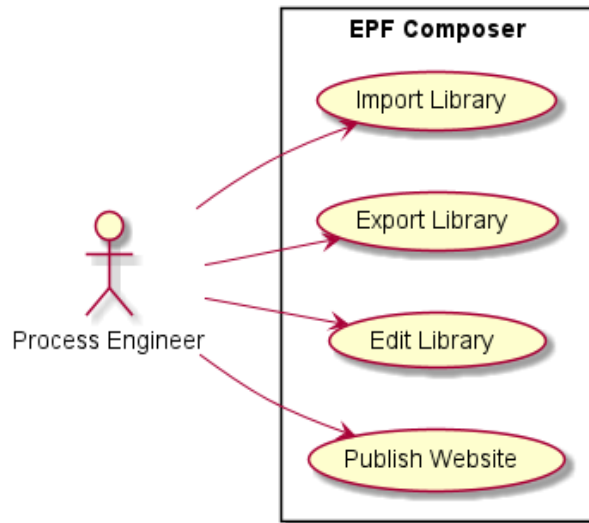 EPF Composer
Import Library
Export Library
Process Engineer
Edit Library
Publish Website